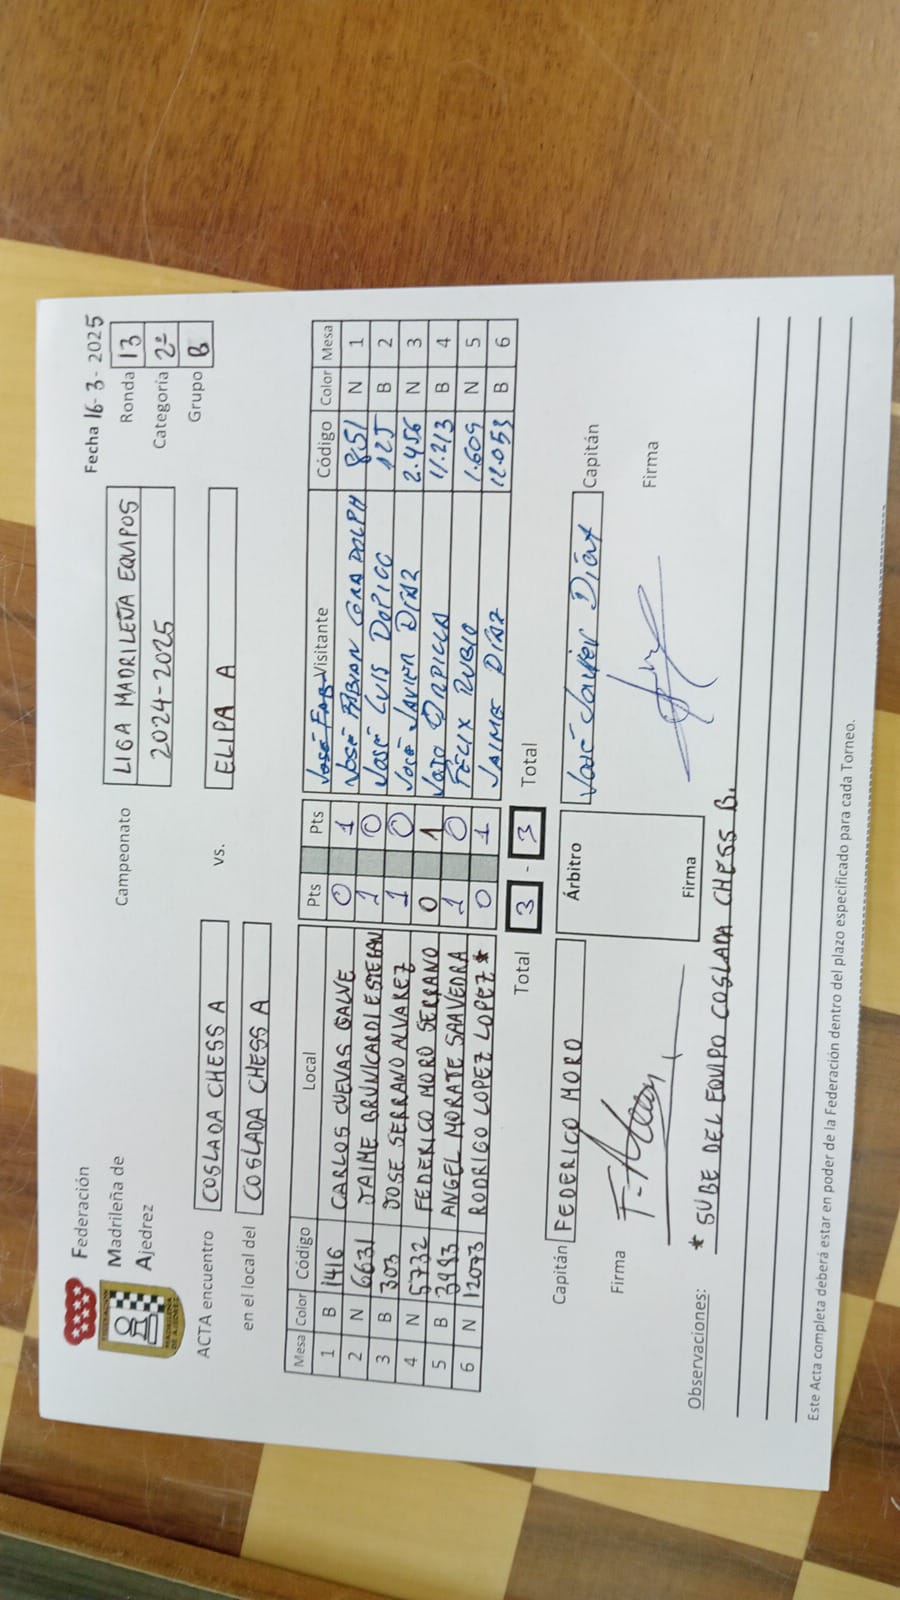 Federación
Madrileña de
Ajedrez
FEDERACION
MADRILEÑA
DE AJEDREZ
Fecha 16-3-2025
Campeonato LIGA MADRILEÑA EQUIPOS
2024-2025
Ronda 13
Categoría 2ª
Grupo B
ACTA encuentro COSLADA CHESS A vs. ELIPA A
en el local del COSLADA CHESS A
Mesa Color Código Local Pts Pts José FAB Visitante Código Color Mesa
1 B 1416 CARLOS CUEVAS GALVE 0 1 José FABIAN 851 N 1
2 N 6631 JAIME BRUNICARDI ESTEFAN 1 0 José LUIS DOPICO 125 B 2
3 B 303 JOSE SERRANO ALVAREZ 1 0 José JAVIER DÍAZ 2.456 N 3
4 N 5732 FEDERICO MORO SERRANO 0 1 11.213 B 4
5 B 3983 ANGEL MORATE SAAVEDRA 1 0 FÉLIX RUBIO 1.609 N 5
6 N 12073 RODRIGO LOPEZ LOPEZ * 0 1 JAIME DÍAZ 12.053 B 6
Total 3 - 3 Total
Capitán FEDERICO MORO Árbitro José Javier Díaz Capitán
Firma Firma Firma
Observaciones: * SUBE DEL EQUIPO COSLADA CHESS B.
Este Acta completa deberá estar en poder de la Federación dentro del plazo especificado para cada Torneo.